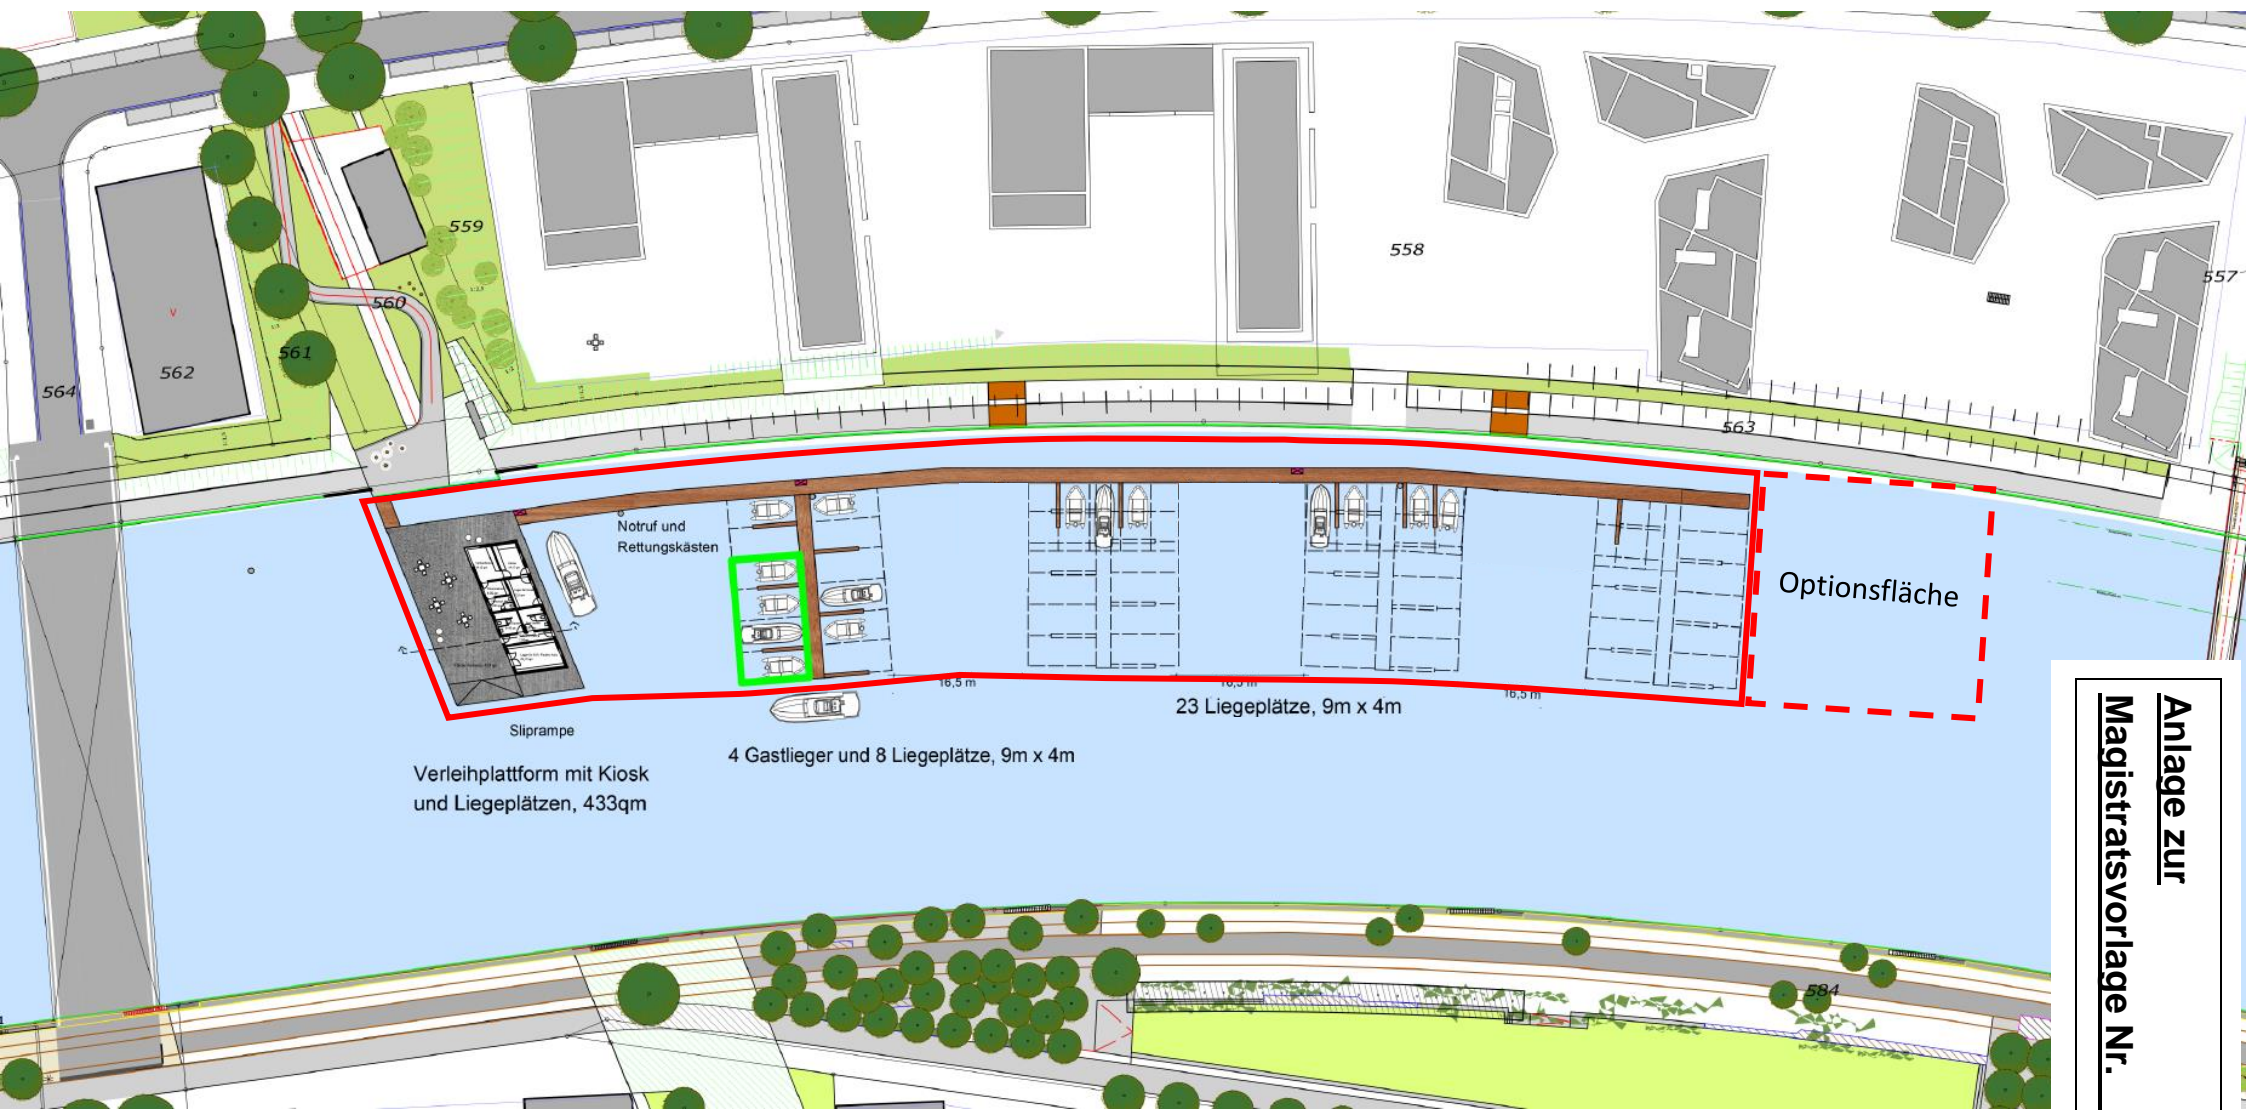 559
558
557
560
561
562
564
563
V
Notruf und
Rettungskästen
Optionsfläche
16,5 m
16,5 m
16,5 m
23 Liegeplätze, 9m x 4m
Sliprampe
4 Gastlieger und 8 Liegeplätze, 9m x 4m
Verleihplattform mit Kiosk
und Liegeplätzen, 433qm
584
Anlage zur
Magistratsvorlage Nr.